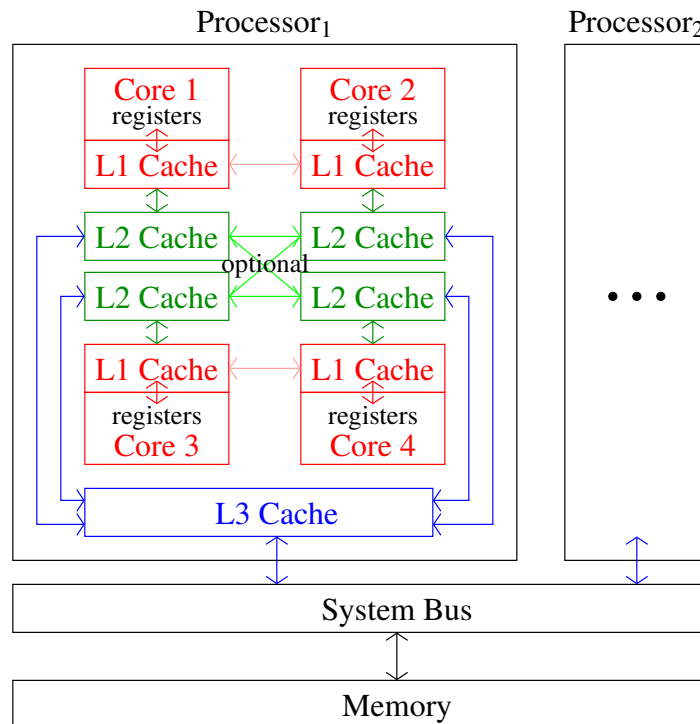 Processor₁ Processor₂
Core 1 Core 2
registers registers
L1 Cache L1 Cache
L2 Cache L2 Cache
optional
L2 Cache L2 Cache
L1 Cache L1 Cache
registers registers
Core 3 Core 4
L3 Cache
System Bus
Memory